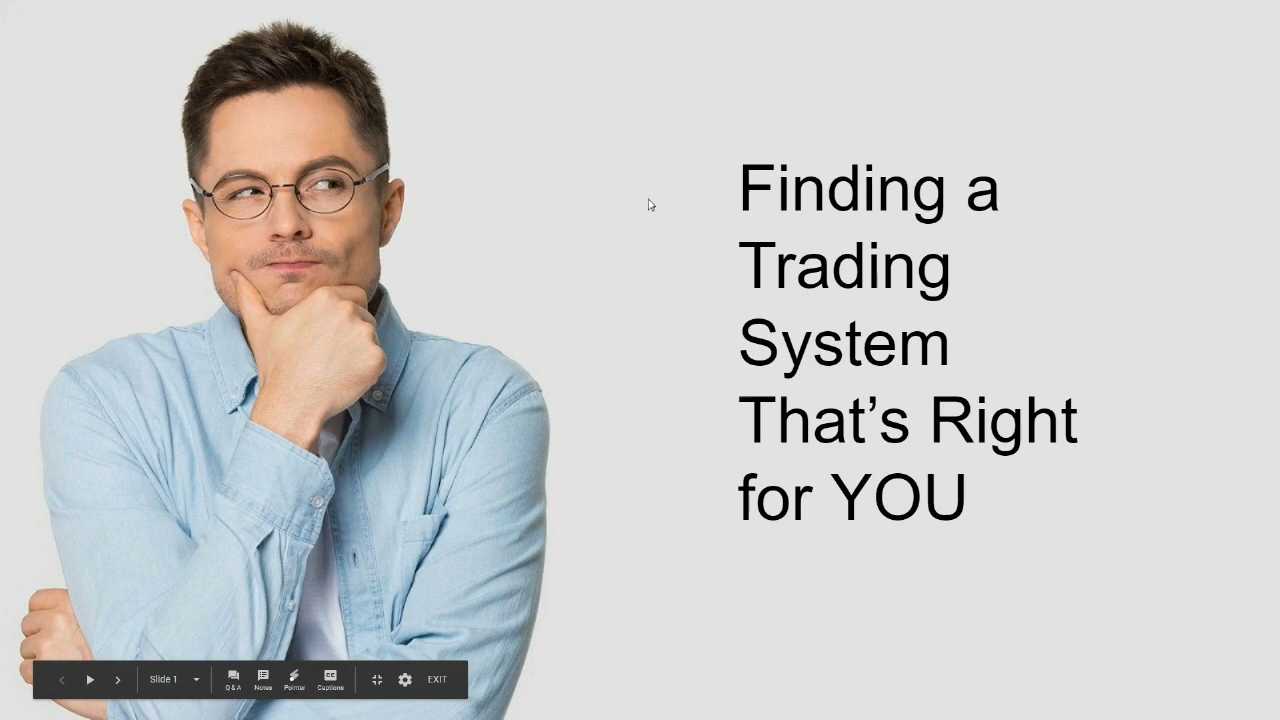 Finding a
Trading
System
That’s Right
for YOU
Slide 1
Q & A
Notes
Pointer
Captions
EXIT